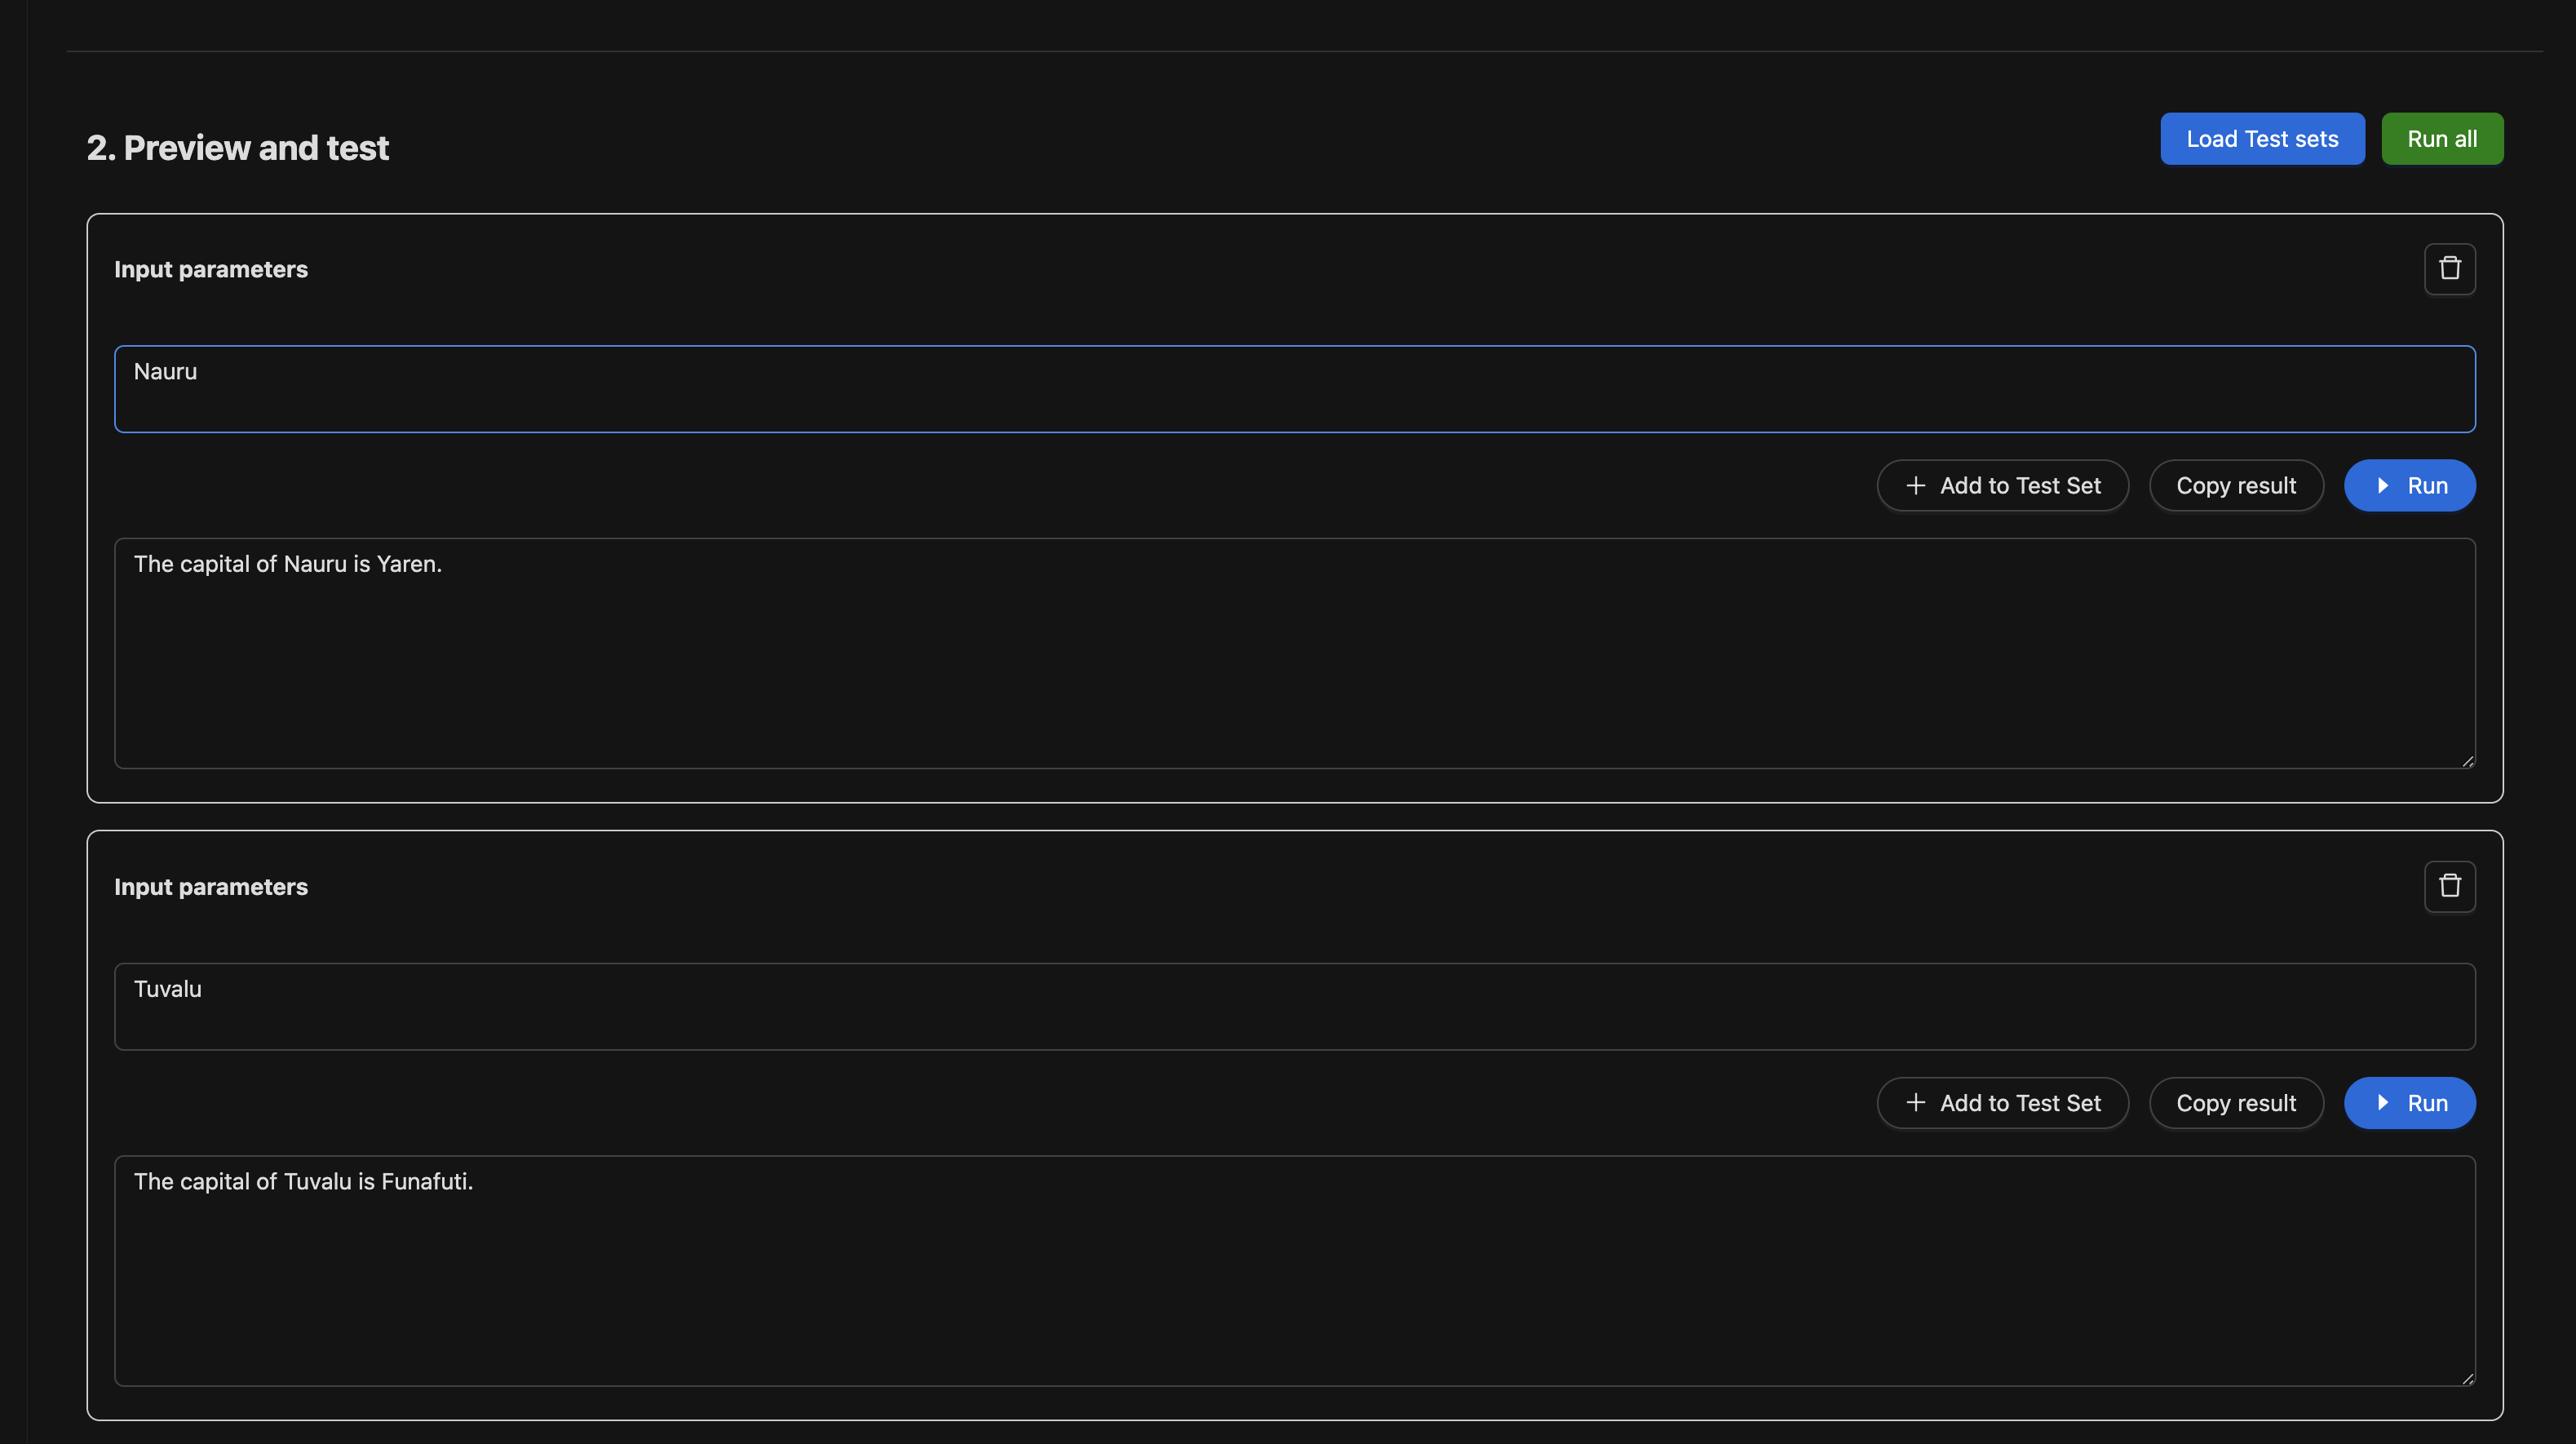 2. Preview and test
Load Test sets
Run all
Input parameters
Nauru
Add to Test Set
Copy result
Run
The capital of Nauru is Yaren.
Input parameters
Tuvalu
Add to Test Set
Copy result
Run
The capital of Tuvalu is Funafuti.